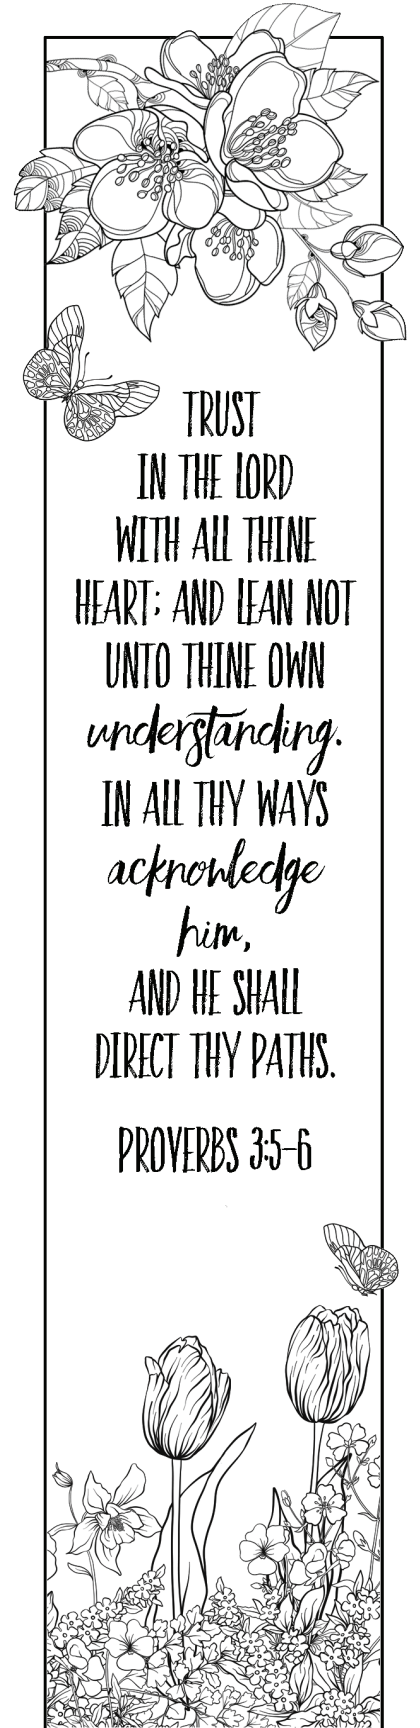 TRUST
IN THE LORD
WITH ALL THINE
HEART; AND LEAN NOT
UNTO THINE OWN
understanding.
IN ALL THY WAYS
acknowledge
him,
AND HE SHALL
DIRECT THY PATHS.
PROVERBS 3:5-6